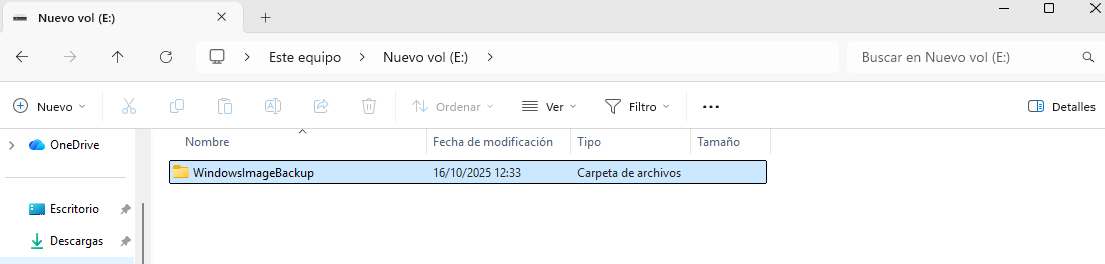 Nuevo vol (E:)
Este equipo Nuevo vol (E:) Buscar en Nuevo vol (E:)
Nuevo Ordenar Ver Filtro Detalles
OneDrive
Nombre Fecha de modificación Tipo Tamaño
WindowsImageBackup 16/10/2025 12:33 Carpeta de archivos
Escritorio
Descargas